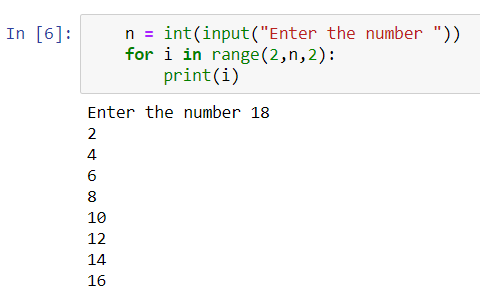 In [6]: n = int(input("Enter the number "))
for i in range(2,n,2):
    print(i)
Enter the number 18
2
4
6
8
10
12
14
16